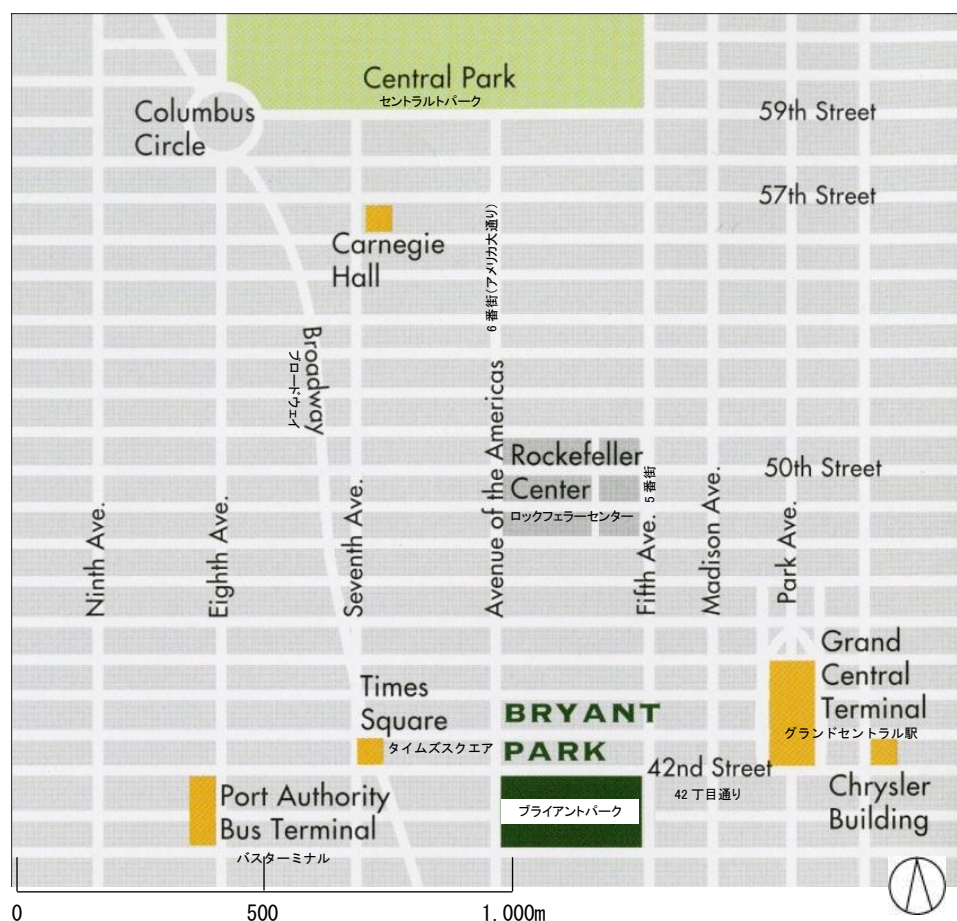 Central Park
セントラルトパーク
Columbus
Circle
59th Street
57th Street
Carnegie
Hall
6番街(アメリカ大通り)
Broadway
ブロードウェイ
Avenue of the Americas
Rockefeller
Center
ロックフェラーセンター
5番街
50th Street
Ninth Ave.
Eighth Ave.
Seventh Ave.
Fifth Ave.
Madison Ave.
Park Ave.
Grand
Central
Terminal
グランドセントラル駅
Times
Square
タイムズスクエア
BRYANT
PARK
42nd Street
42丁目通り
ブライアントパーク
Chrysler
Building
Port Authority
Bus Terminal
バスターミナル
0 500 1.000m